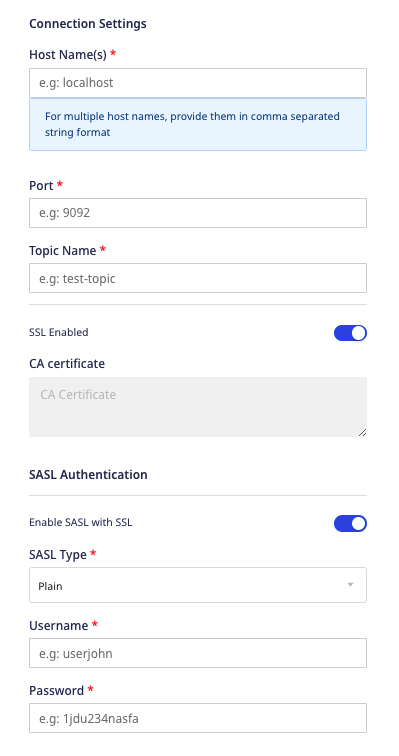 Connection Settings
Host Name(s) *
e.g: localhost
For multiple host names, provide them in comma separated
string format
Port *
e.g: 9092
Topic Name *
e.g: test-topic
SSL Enabled
CA certificate
CA Certificate
SASL Authentication
Enable SASL with SSL
SASL Type *
Plain
Username *
e.g: userjohn
Password *
e.g: 1jdu234nasfa